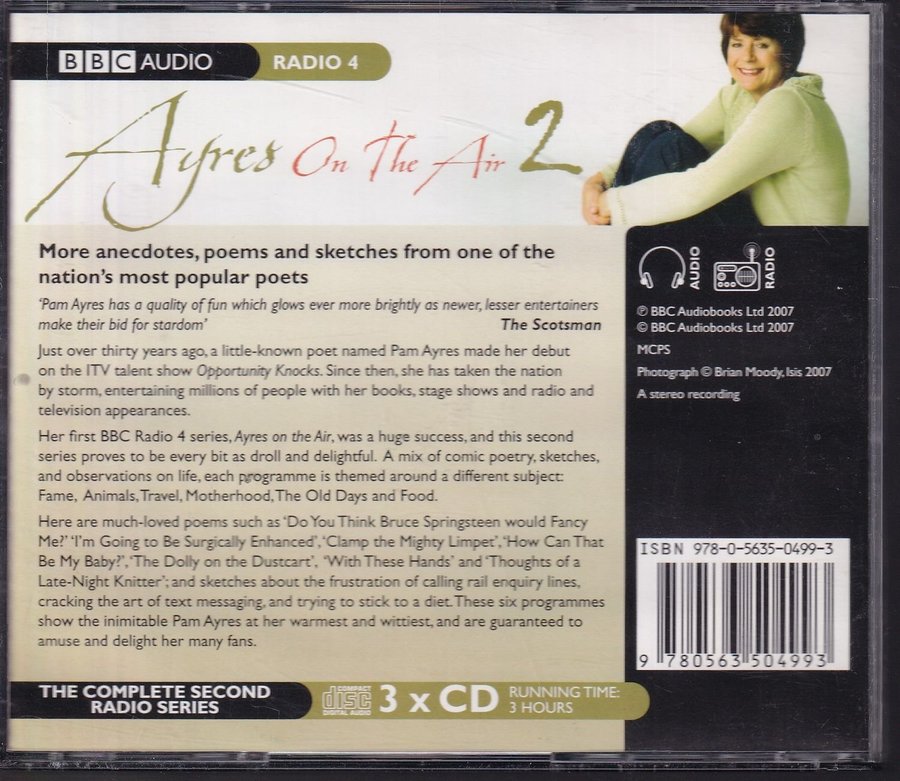 BBC AUDIO RADIO 4
Ayres On The Air 2
More anecdotes, poems and sketches from one of the
nation's most popular poets
'Pam Ayres has a quality of fun which glows ever more brightly as newer, lesser entertainers
make their bid for stardom' The Scotsman
Just over thirty years ago, a little-known poet named Pam Ayres made her debut
on the ITV talent show Opportunity Knocks. Since then, she has taken the nation
by storm, entertaining millions of people with her books, stage shows and radio and
television appearances.
Her first BBC Radio 4 series, Ayres on the Air, was a huge success, and this second
series proves to be every bit as droll and delightful. A mix of comic poetry, sketches,
and observations on life, each programme is themed around a different subject:
Fame, Animals, Travel, Motherhood, The Old Days and Food.
Here are much-loved poems such as 'Do You Think Bruce Springsteen would Fancy
Me?' 'I'm Going to Be Surgically Enhanced', 'Clamp the Mighty Limpet', 'How Can That
Be My Baby?', 'The Dolly on the Dustcart', 'With These Hands' and 'Thoughts of a
Late-Night Knitter'; and sketches about the frustration of calling rail enquiry lines,
cracking the art of text messaging, and trying to stick to a diet. These six programmes
show the inimitable Pam Ayres at her warmest and wittiest, and are guaranteed to
amuse and delight her many fans.
THE COMPLETE SECOND
RADIO SERIES
COMPACT
disc
DIGITAL AUDIO
3 x CD
RUNNING TIME:
3 HOURS
AUDIO
RADIO
℗ BBC Audiobooks Ltd 2007
© BBC Audiobooks Ltd 2007
MCPS
Photograph © Brian Moody, Isis 2007
A stereo recording
ISBN 978-0-5635-0499-3
9 780563 504993